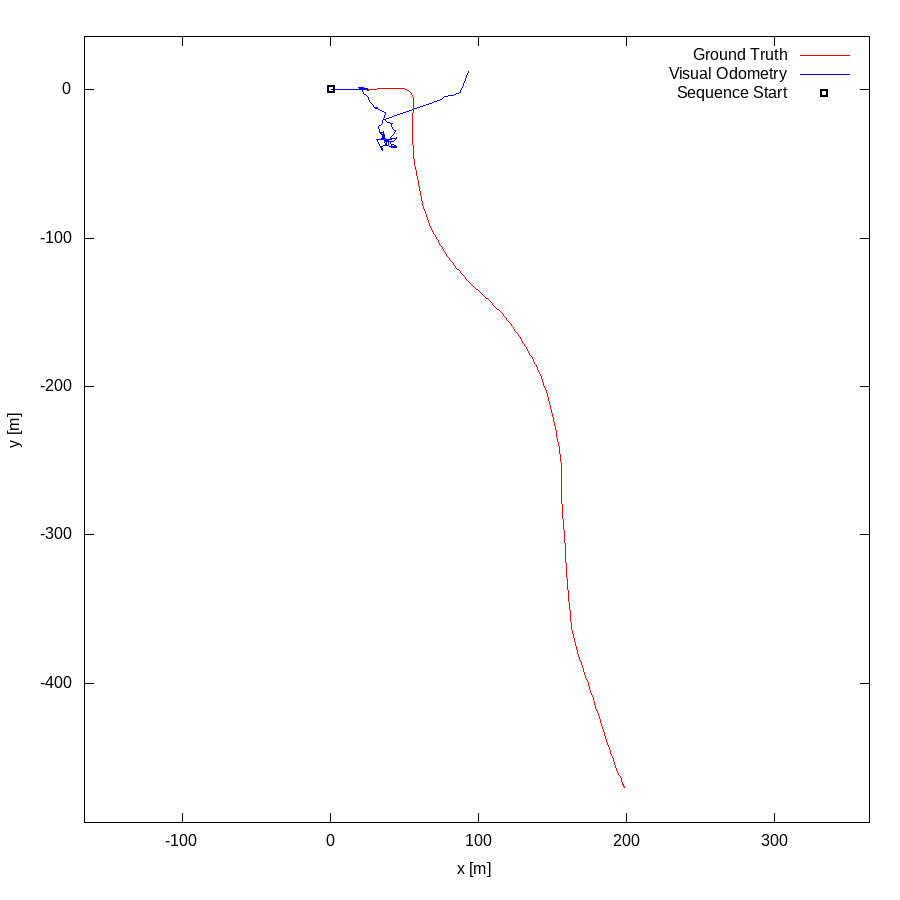 Ground Truth
Visual Odometry
Sequence Start
0
-100
-200
-300
-400
y [m]
-100 0 100 200 300
x [m]